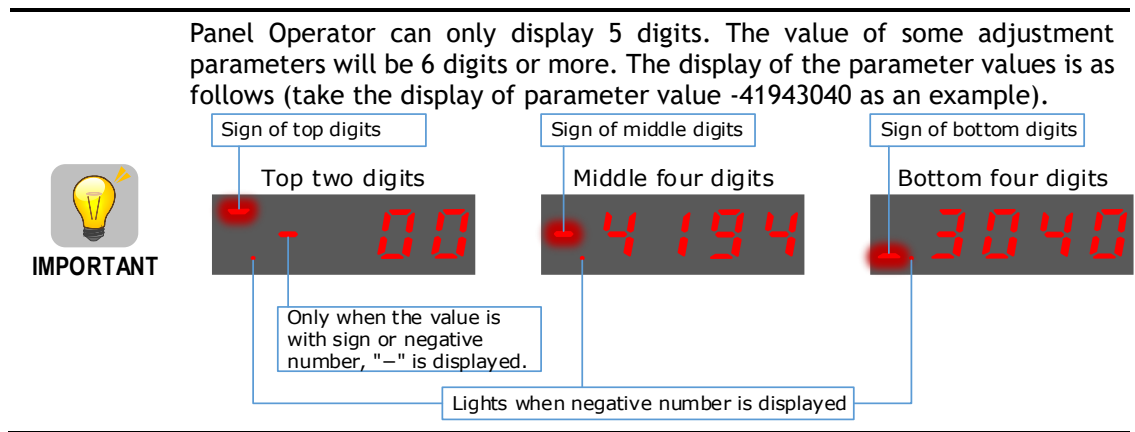 Panel Operator can only display 5 digits. The value of some adjustment
parameters will be 6 digits or more. The display of the parameter values is as
follows (take the display of parameter value -41943040 as an example).
Sign of top digits
Sign of middle digits
Sign of bottom digits
Top two digits
Middle four digits
Bottom four digits
- 00
- 4194
- 3040
IMPORTANT
Only when the value is
with sign or negative
number, "−" is displayed.
Lights when negative number is displayed